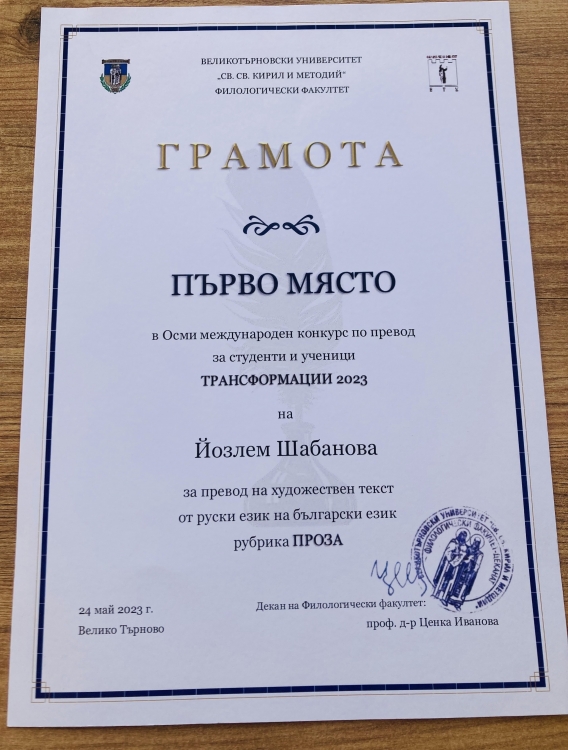 ВЕЛИКОТЪРНОВСКИ УНИВЕРСИТЕТ
„СВ. СВ. КИРИЛ И МЕТОДИЙ“
ФИЛОЛОГИЧЕСКИ ФАКУЛТЕТ
ГРАМОТА
ПЪРВО МЯСТО
в Осми международен конкурс по превод
за студенти и ученици
ТРАНСФОРМАЦИИ 2023
на
Йозлем Шабанова
за превод на художествен текст
от руски език на български език
рубрика ПРОЗА
24 май 2023 г.
Велико Търново
Декан на Филологически факултет:
проф. д-р Ценка Иванова